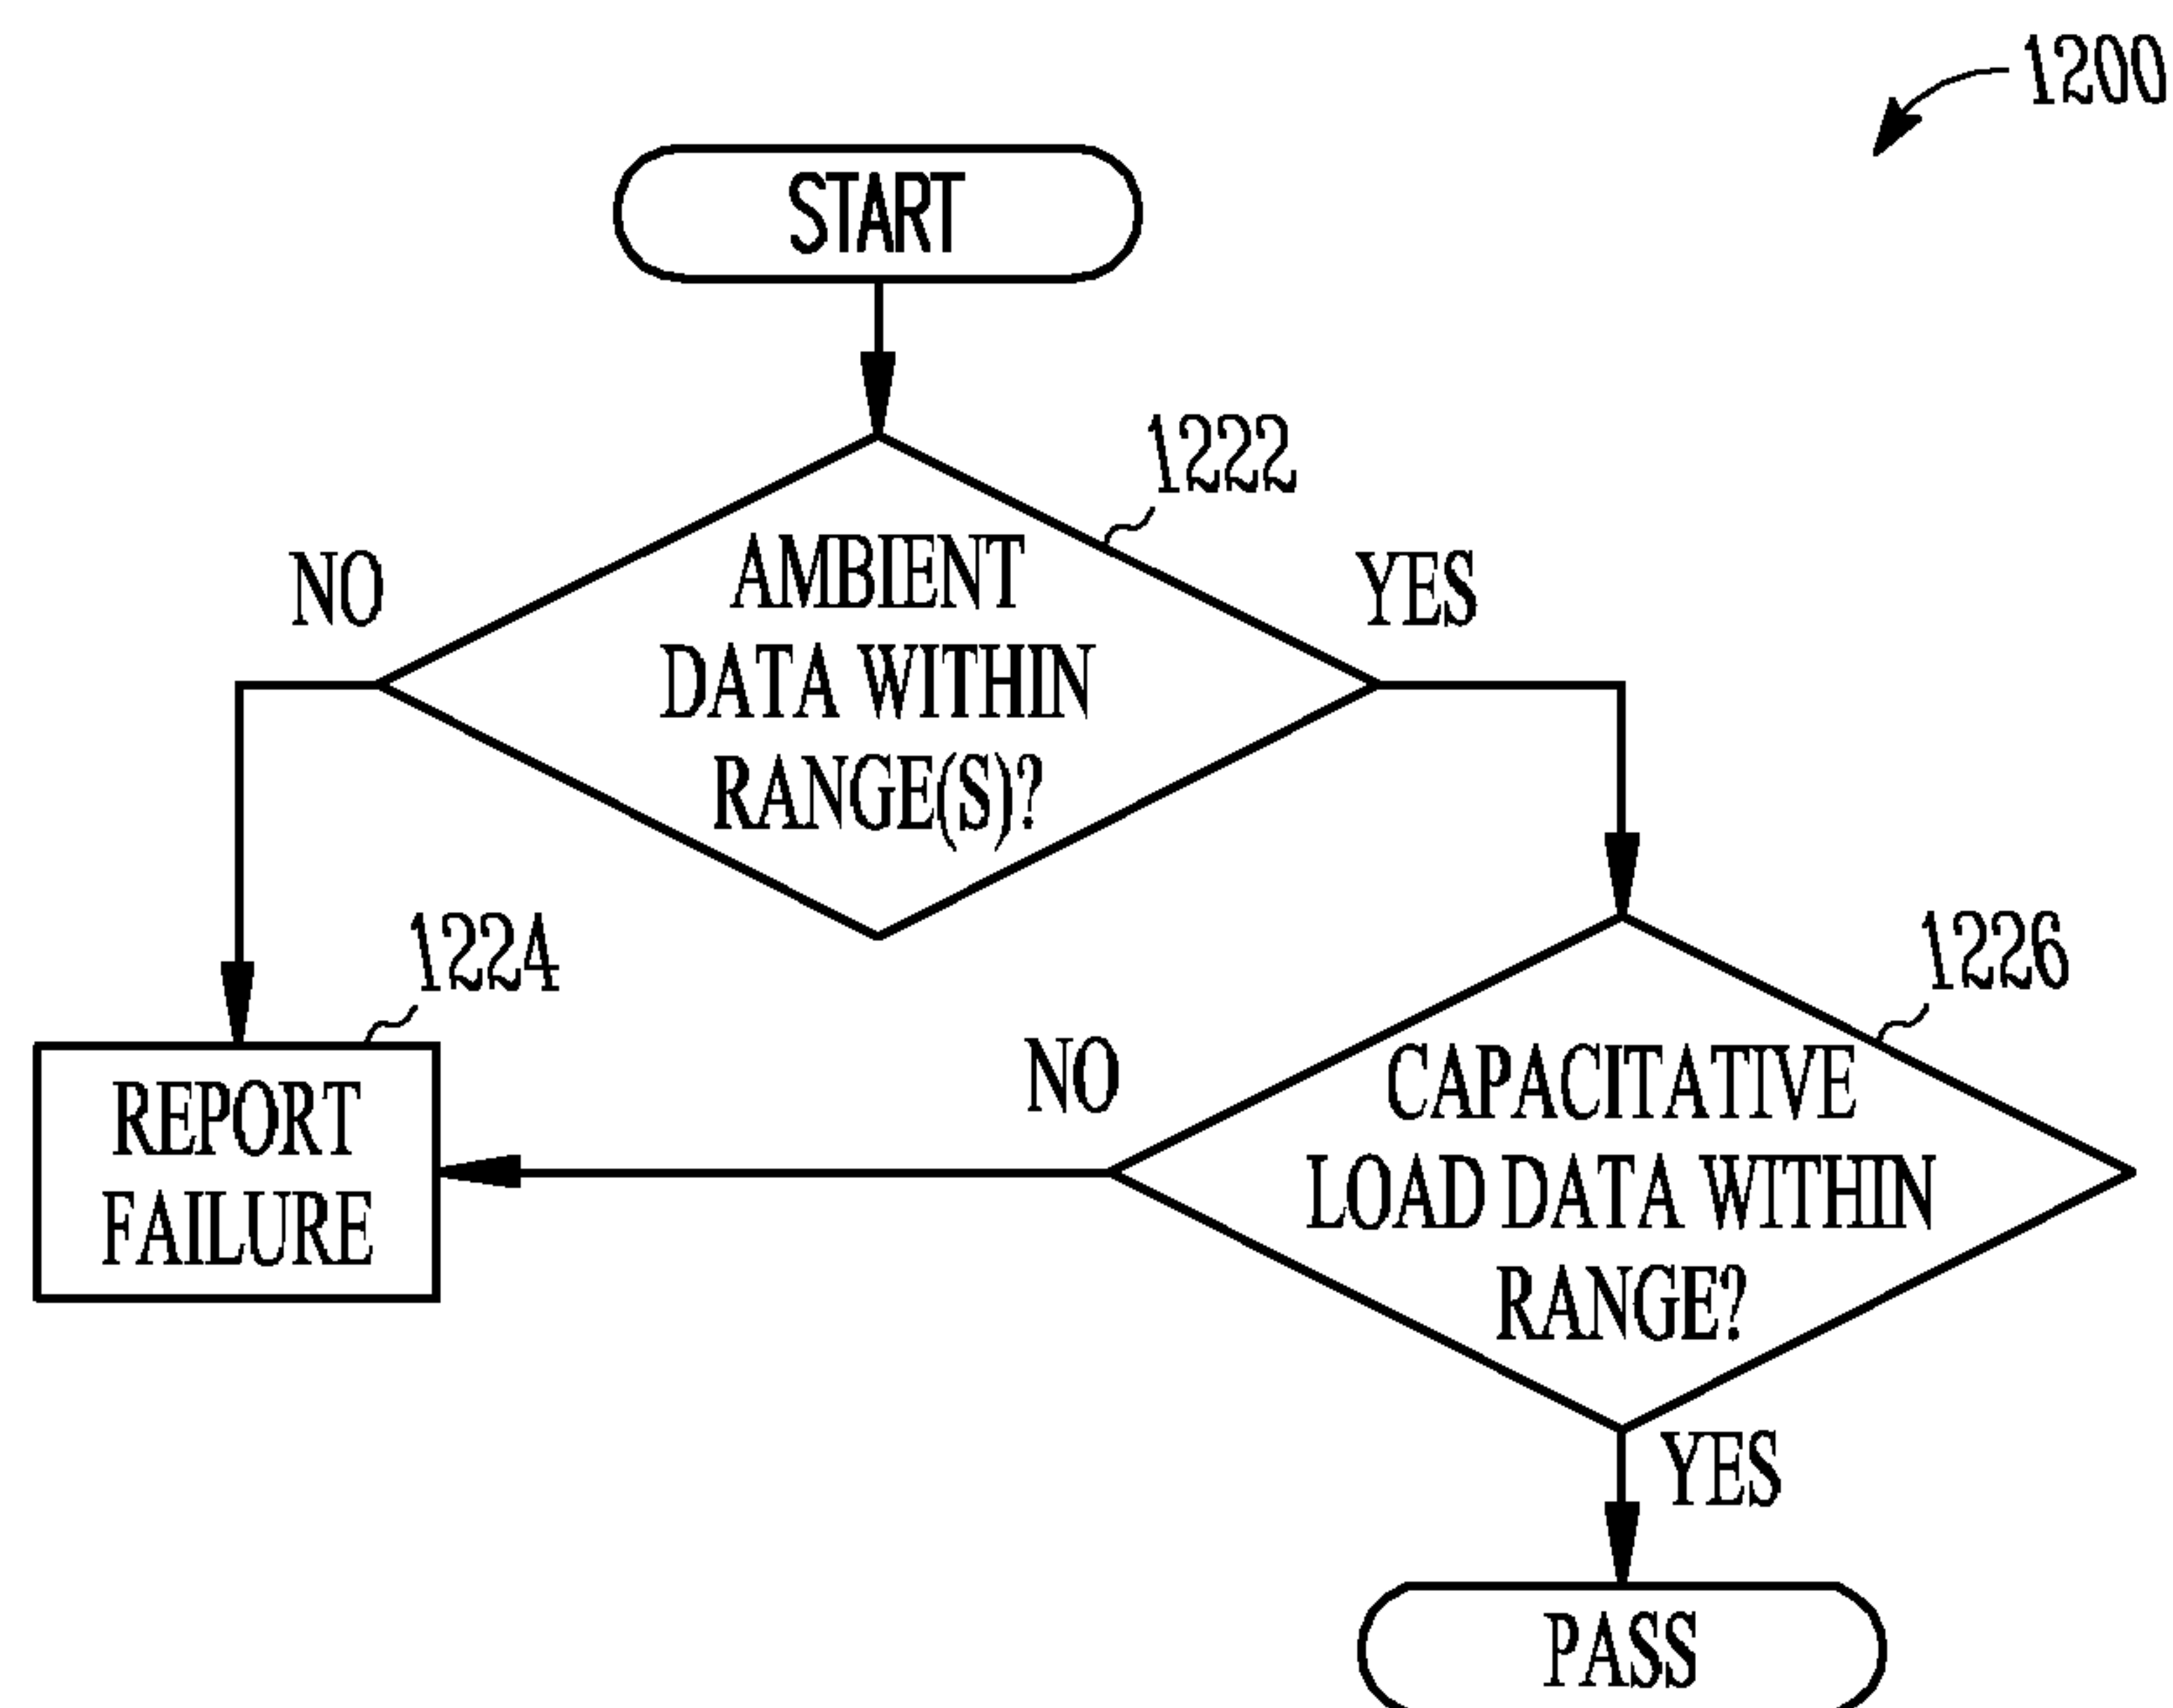 1200
START
1222
AMBIENT
DATA WITHIN
RANGE(S)?
NO
YES
1224
REPORT
FAILURE
1226
CAPACITATIVE
LOAD DATA WITHIN
RANGE?
NO
YES
PASS